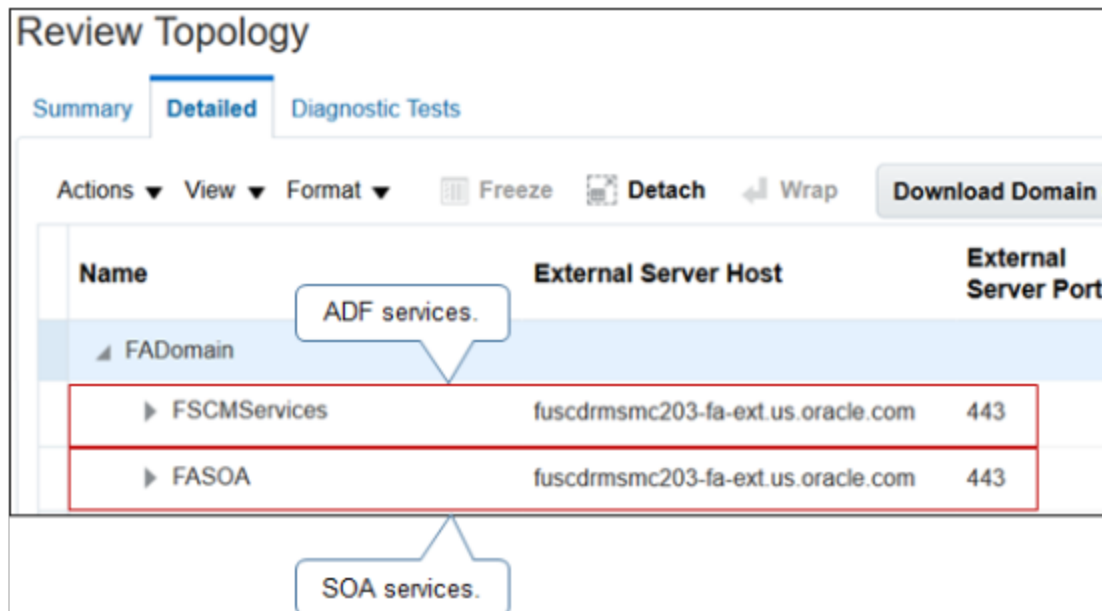 Review Topology
Summary Detailed Diagnostic Tests
Actions View Format Freeze Detach Wrap Download Domain
Name External Server Host External Server Port
ADF services.
FADomain
FSCMServices fuscdrmsmc203-fa-ext.us.oracle.com 443
FASOA fuscdrmsmc203-fa-ext.us.oracle.com 443
SOA services.